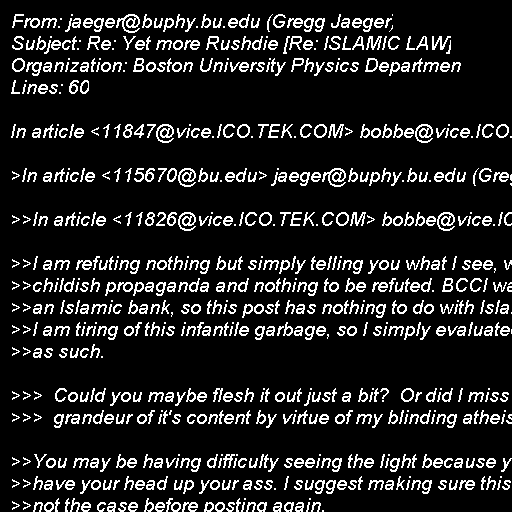 From: jaeger@buphy.bu.edu (Gregg Jaeger)
Subject: Re: Yet more Rushdie [Re: ISLAMIC LAW]
Organization: Boston University Physics Departmen
Lines: 60
In article <11847@vice.ICO.TEK.COM> bobbe@vice.ICO.
>In article <115670@bu.edu> jaeger@buphy.bu.edu (Greg
>>In article <11826@vice.ICO.TEK.COM> bobbe@vice.IC
>>I am refuting nothing but simply telling you what I see, w
>>childish propaganda and nothing to be refuted. BCCI wa
>>an Islamic bank, so this post has nothing to do with Isla
>>I am tiring of this infantile garbage, so I simply evaluate
>>as such.
>>>  Could you maybe flesh it out just a bit?  Or did I miss
>>>  grandeur of it's content by virtue of my blinding atheis
>>You may be having difficulty seeing the light because y
>>have your head up your ass. I suggest making sure this
>>not the case before posting again.